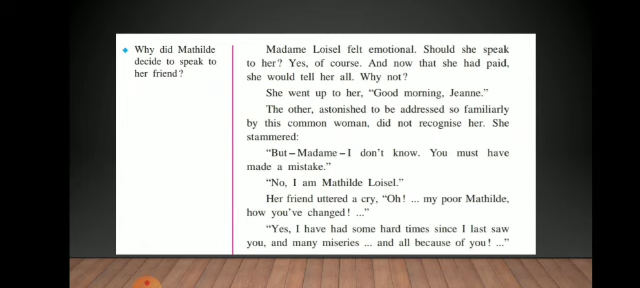 Why did Mathilde
decide to speak to
her friend?
Madame Loisel felt emotional. Should she speak
to her? Yes, of course. And now that she had paid,
she would tell her all. Why not?
She went up to her, “Good morning, Jeanne.”
The other, astonished to be addressed so familiarly
by this common woman, did not recognise her. She
stammered:
“But – Madame – I don’t know. You must have
made a mistake.”
“No, I am Mathilde Loisel.”
Her friend uttered a cry, “Oh! ... my poor Mathilde,
how you’ve changed! ...”
“Yes, I have had some hard times since I last saw
you, and many miseries ... and all because of you! ...”